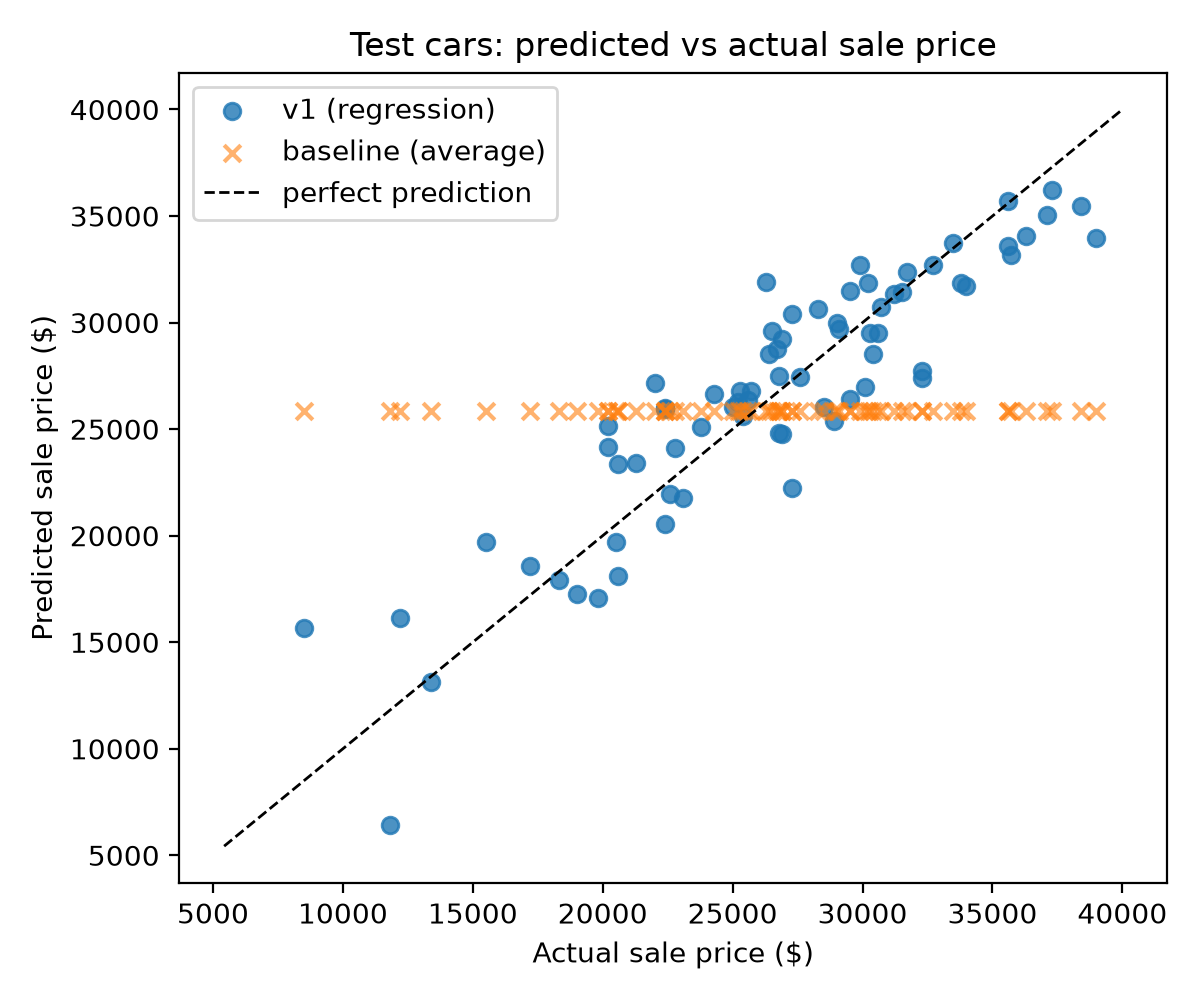 Test cars: predicted vs actual sale price
v1 (regression)
baseline (average)
perfect prediction
Predicted sale price ($)
40000
35000
30000
25000
20000
15000
10000
5000
5000 10000 15000 20000 25000 30000 35000 40000
Actual sale price ($)